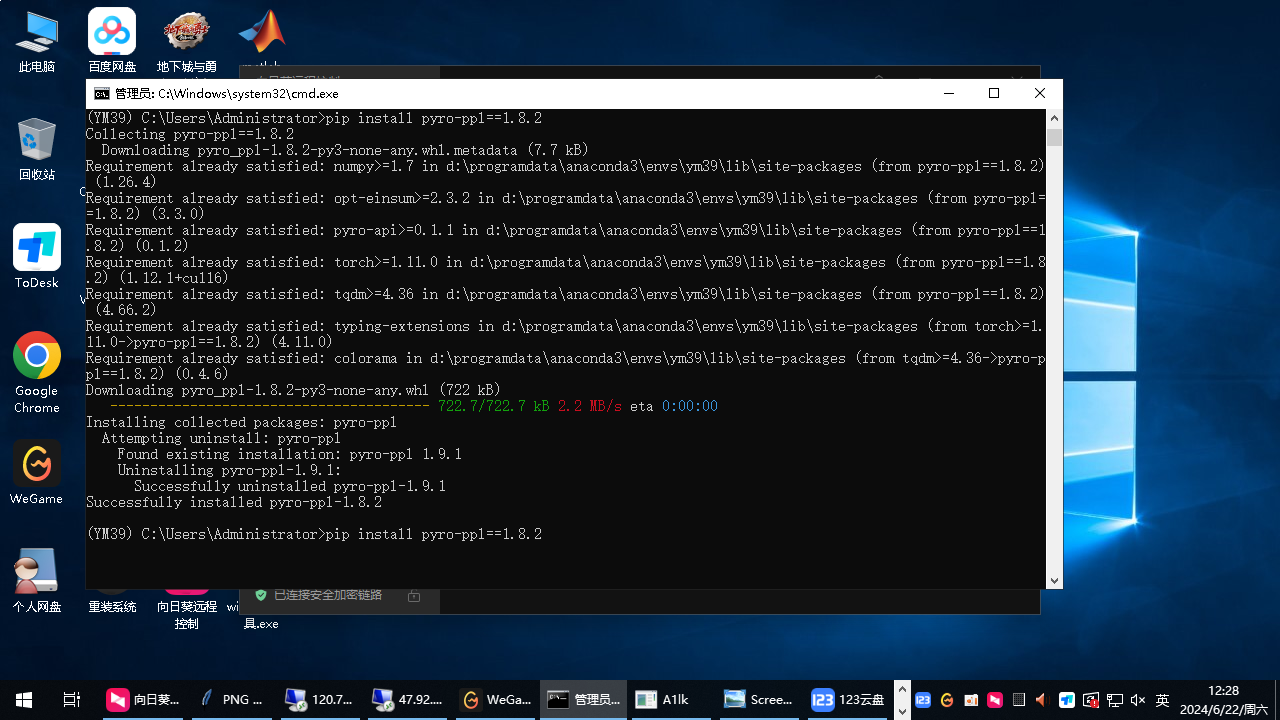 此电脑
百度网盘
地下城与勇
管理员: C:\Windows\system32\cmd.exe
(YM39) C:\Users\Administrator>pip install pyro-ppl==1.8.2
Collecting pyro-ppl==1.8.2
Downloading pyro_ppl-1.8.2-py3-none-any.whl.metadata (7.7 kB)
Requirement already satisfied: numpy>=1.7 in d:\programdata\anaconda3\envs\ym39\lib\site-packages (from pyro-ppl==1.8.2)
(1.26.4)
Requirement already satisfied: opt-einsum>=2.3.2 in d:\programdata\anaconda3\envs\ym39\lib\site-packages (from pyro-ppl=
=1.8.2) (3.3.0)
Requirement already satisfied: pyro-api>=0.1.1 in d:\programdata\anaconda3\envs\ym39\lib\site-packages (from pyro-ppl==1
.8.2) (0.1.2)
Requirement already satisfied: torch>=1.11.0 in d:\programdata\anaconda3\envs\ym39\lib\site-packages (from pyro-ppl==1.8
.2) (1.12.1+cu116)
Requirement already satisfied: tqdm>=4.36 in d:\programdata\anaconda3\envs\ym39\lib\site-packages (from pyro-ppl==1.8.2)
(4.66.2)
Requirement already satisfied: typing-extensions in d:\programdata\anaconda3\envs\ym39\lib\site-packages (from torch>=1.
11.0->pyro-ppl==1.8.2) (4.11.0)
Requirement already satisfied: colorama in d:\programdata\anaconda3\envs\ym39\lib\site-packages (from tqdm>=4.36->pyro-p
pl==1.8.2) (0.4.6)
Downloading pyro_ppl-1.8.2-py3-none-any.whl (722 kB)
---------------------------------------- 722.7/722.7 kB 2.2 MB/s eta 0:00:00
Installing collected packages: pyro-ppl
Attempting uninstall: pyro-ppl
Found existing installation: pyro-ppl 1.9.1
Uninstalling pyro-ppl-1.9.1:
Successfully uninstalled pyro-ppl-1.9.1
Successfully installed pyro-ppl-1.8.2
(YM39) C:\Users\Administrator>pip install pyro-ppl==1.8.2
回收站
ToDesk
Google
Chrome
WeGame
个人网盘
重装系统
向日葵远程
控制
wi
具.exe
已连接安全加密链路
向日葵...
PNG ...
120.7...
47.92....
WeGa...
管理员...
A1lk
Scree...
123云盘
123
英
12:28
2024/6/22/周六